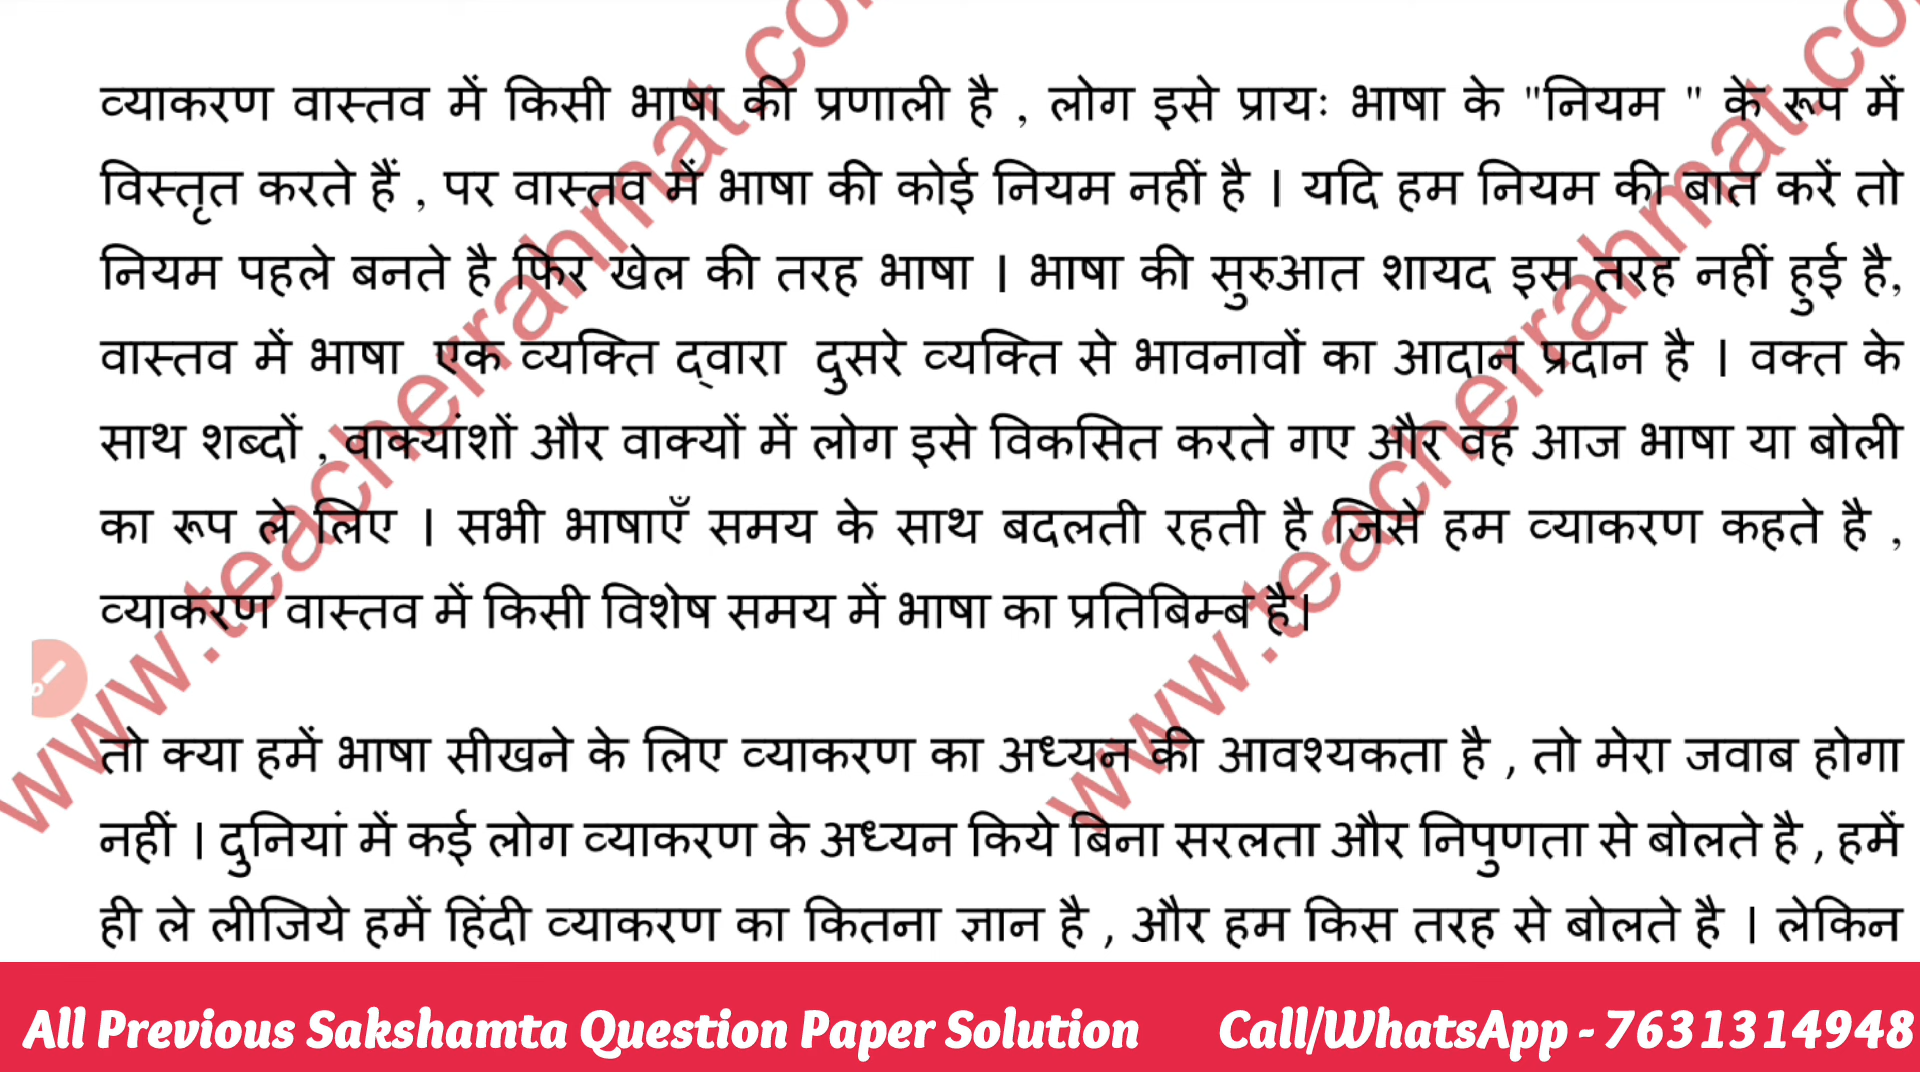 व्याकरण वास्तव में किसी भाषा की प्रणाली है , लोग इसे प्रायः भाषा के "नियम " के रूप में
विस्तृत करते हैं , पर वास्तव में भाषा की कोई नियम नहीं है । यदि हम नियम की बात करें तो
नियम पहले बनते है फिर खेल की तरह भाषा । भाषा की सुरुआत शायद इस तरह नहीं हुई है,
वास्तव में भाषा एक व्यक्ति द्वारा दुसरे व्यक्ति से भावनावों का आदान प्रदान है । वक्त के
साथ शब्दों , वाक्यांशों और वाक्यों में लोग इसे विकसित करते गए और वह आज भाषा या बोली
का रूप ले लिए । सभी भाषाएँ समय के साथ बदलती रहती है जिसे हम व्याकरण कहते है ,
व्याकरण वास्तव में किसी विशेष समय में भाषा का प्रतिबिम्ब है।
तो क्या हमें भाषा सीखने के लिए व्याकरण का अध्यन की आवश्यकता है , तो मेरा जवाब होगा
नहीं । दुनियां में कई लोग व्याकरण के अध्यन किये बिना सरलता और निपुणता से बोलते है , हमें
ही ले लीजिये हमें हिंदी व्याकरण का कितना ज्ञान है , और हम किस तरह से बोलते है । लेकिन
www.teacherrahmat.co
www.teacherrahmat.co
All Previous Sakshamta Question Paper Solution Call/WhatsApp - 7631314948